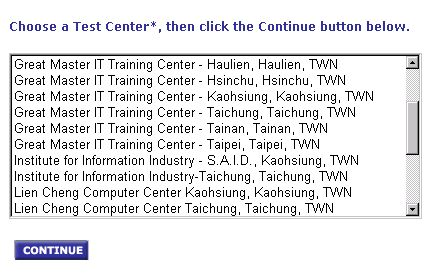 Choose a Test Center*, then click the Continue button below.
Great Master IT Training Center - Haulien, Haulien, TWN
Great Master IT Training Center - Hsinchu, Hsinchu, TWN
Great Master IT Training Center - Kaohsiung, Kaohsiung, TWN
Great Master IT Training Center - Taichung, Taichung, TWN
Great Master IT Training Center - Tainan, Tainan, TWN
Great Master IT Training Center - Taipei, Taipei, TWN
Institute for Information Industry - S.A.I.D., Kaohsiung, TWN
Institute for Information Industry-Taichung, Taichung, TWN
Lien Cheng Computer Center Kaohsiung, Kaohsiung, TWN
Lien Cheng Computer Center Taichung, Taichung, TWN
CONTINUE